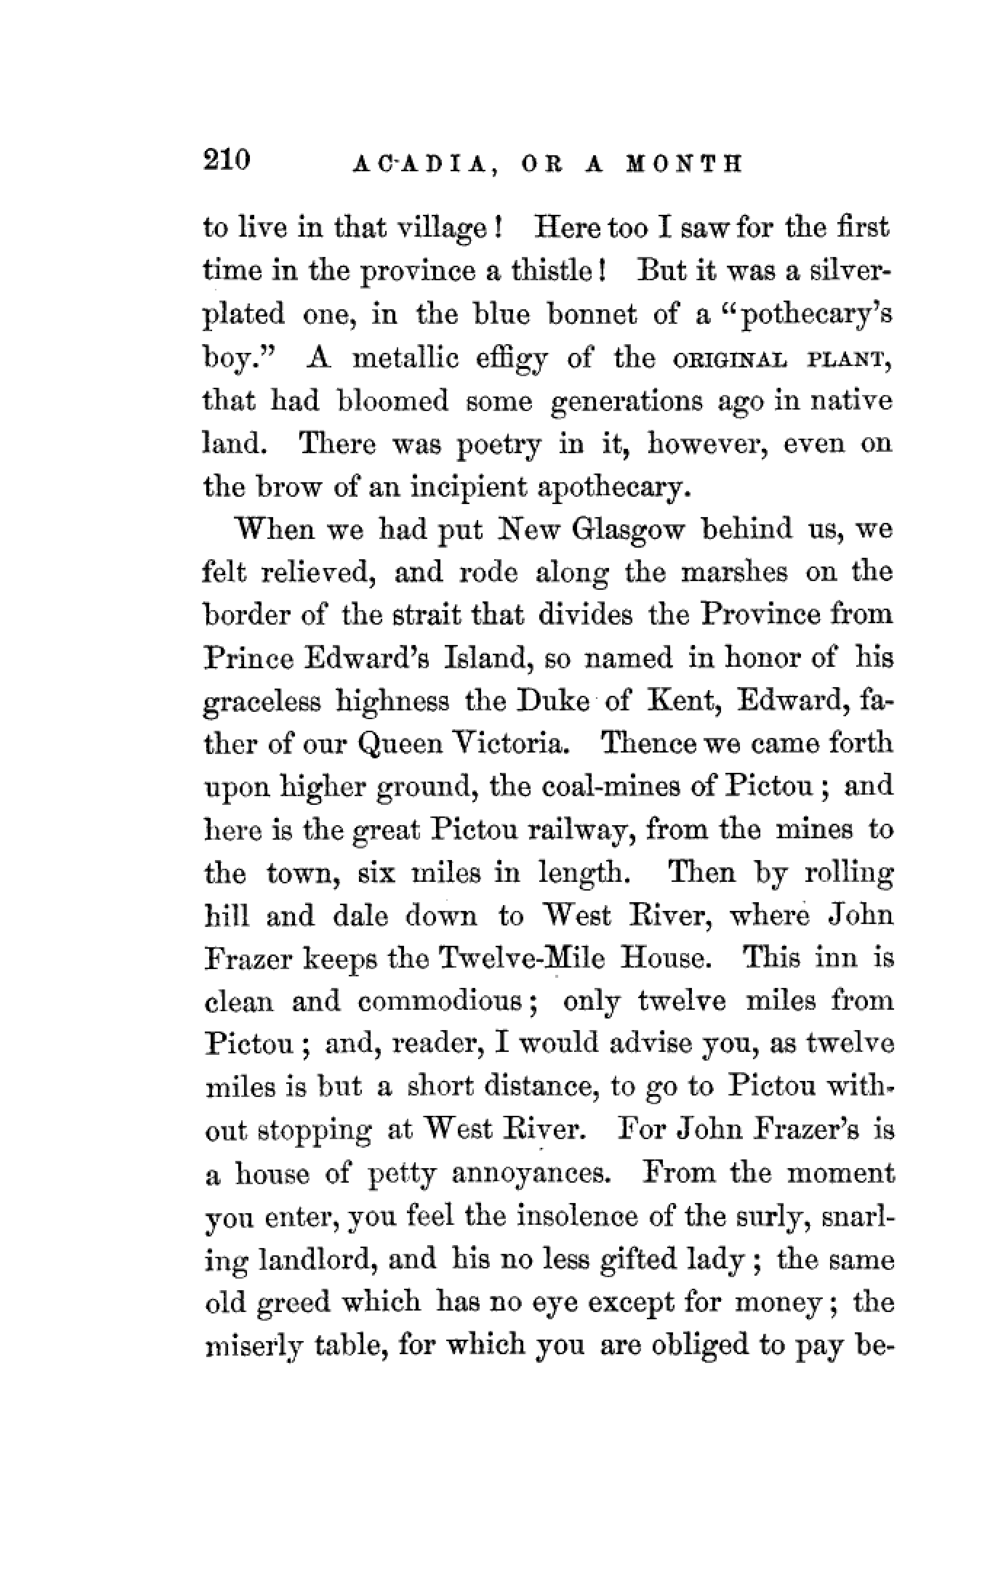 210 ACADIA, OR A MONTH
to live in that village! Here too I saw for the first
time in the province a thistle! But it was a silver-
plated one, in the blue bonnet of a “pothecary’s
boy.” A metallic effigy of the ORIGINAL PLANT,
that had bloomed some generations ago in native
land. There was poetry in it, however, even on
the brow of an incipient apothecary.
When we had put New Glasgow behind us, we
felt relieved, and rode along the marshes on the
border of the strait that divides the Province from
Prince Edward’s Island, so named in honor of his
graceless highness the Duke of Kent, Edward, fa-
ther of our Queen Victoria. Thence we came forth
upon higher ground, the coal-mines of Pictou; and
here is the great Pictou railway, from the mines to
the town, six miles in length. Then by rolling
hill and dale down to West River, where John
Frazer keeps the Twelve-Mile House. This inn is
clean and commodious; only twelve miles from
Pictou; and, reader, I would advise you, as twelve
miles is but a short distance, to go to Pictou with-
out stopping at West River. For John Frazer’s is
a house of petty annoyances. From the moment
you enter, you feel the insolence of the surly, snarl-
ing landlord, and his no less gifted lady; the same
old greed which has no eye except for money; the
miserly table, for which you are obliged to pay be-